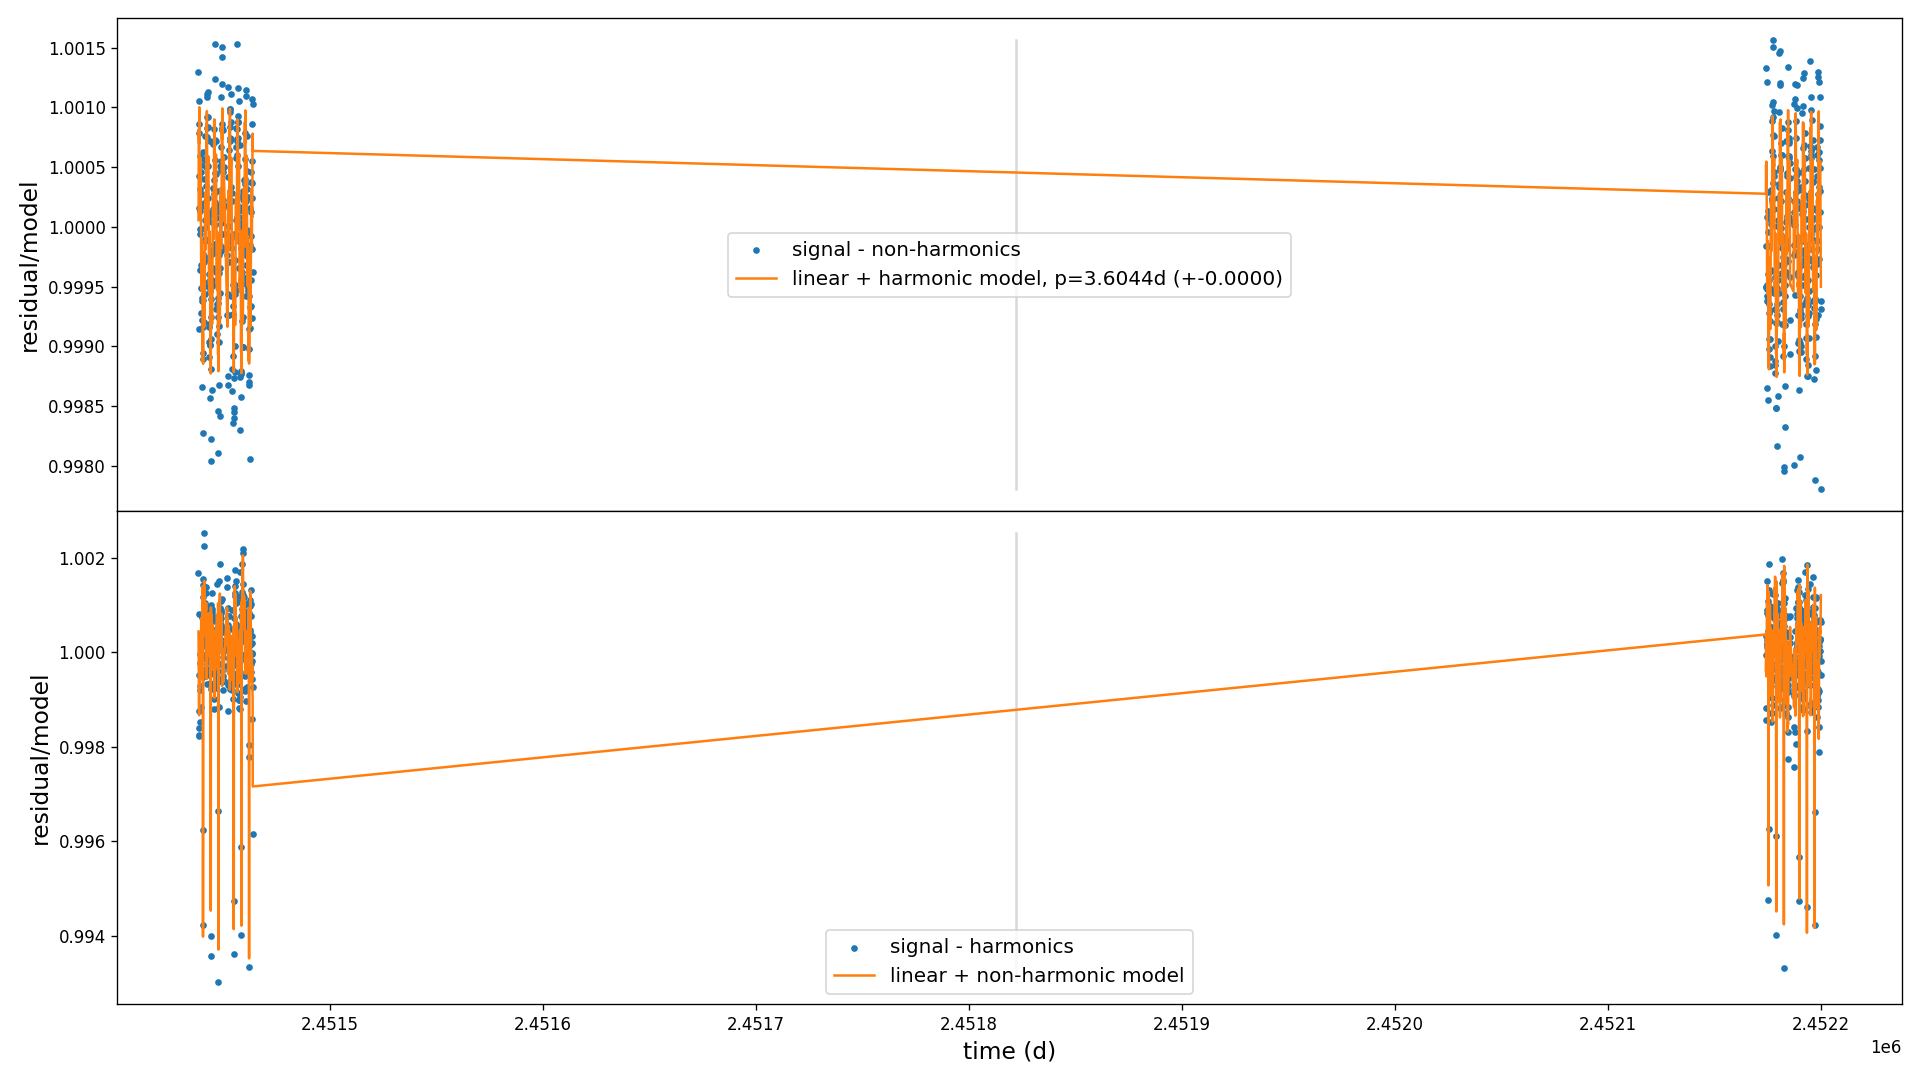 1.0015
1.0010
1.0005
1.0000
0.9995
0.9990
0.9985
0.9980
residual/model
signal - non-harmonics
linear + harmonic model, p=3.6044d (+-0.0000)
1.002
1.000
0.998
0.996
0.994
residual/model
signal - harmonics
linear + non-harmonic model
2.4515 2.4516 2.4517 2.4518 2.4519 2.4520 2.4521 2.4522
1e6
time (d)